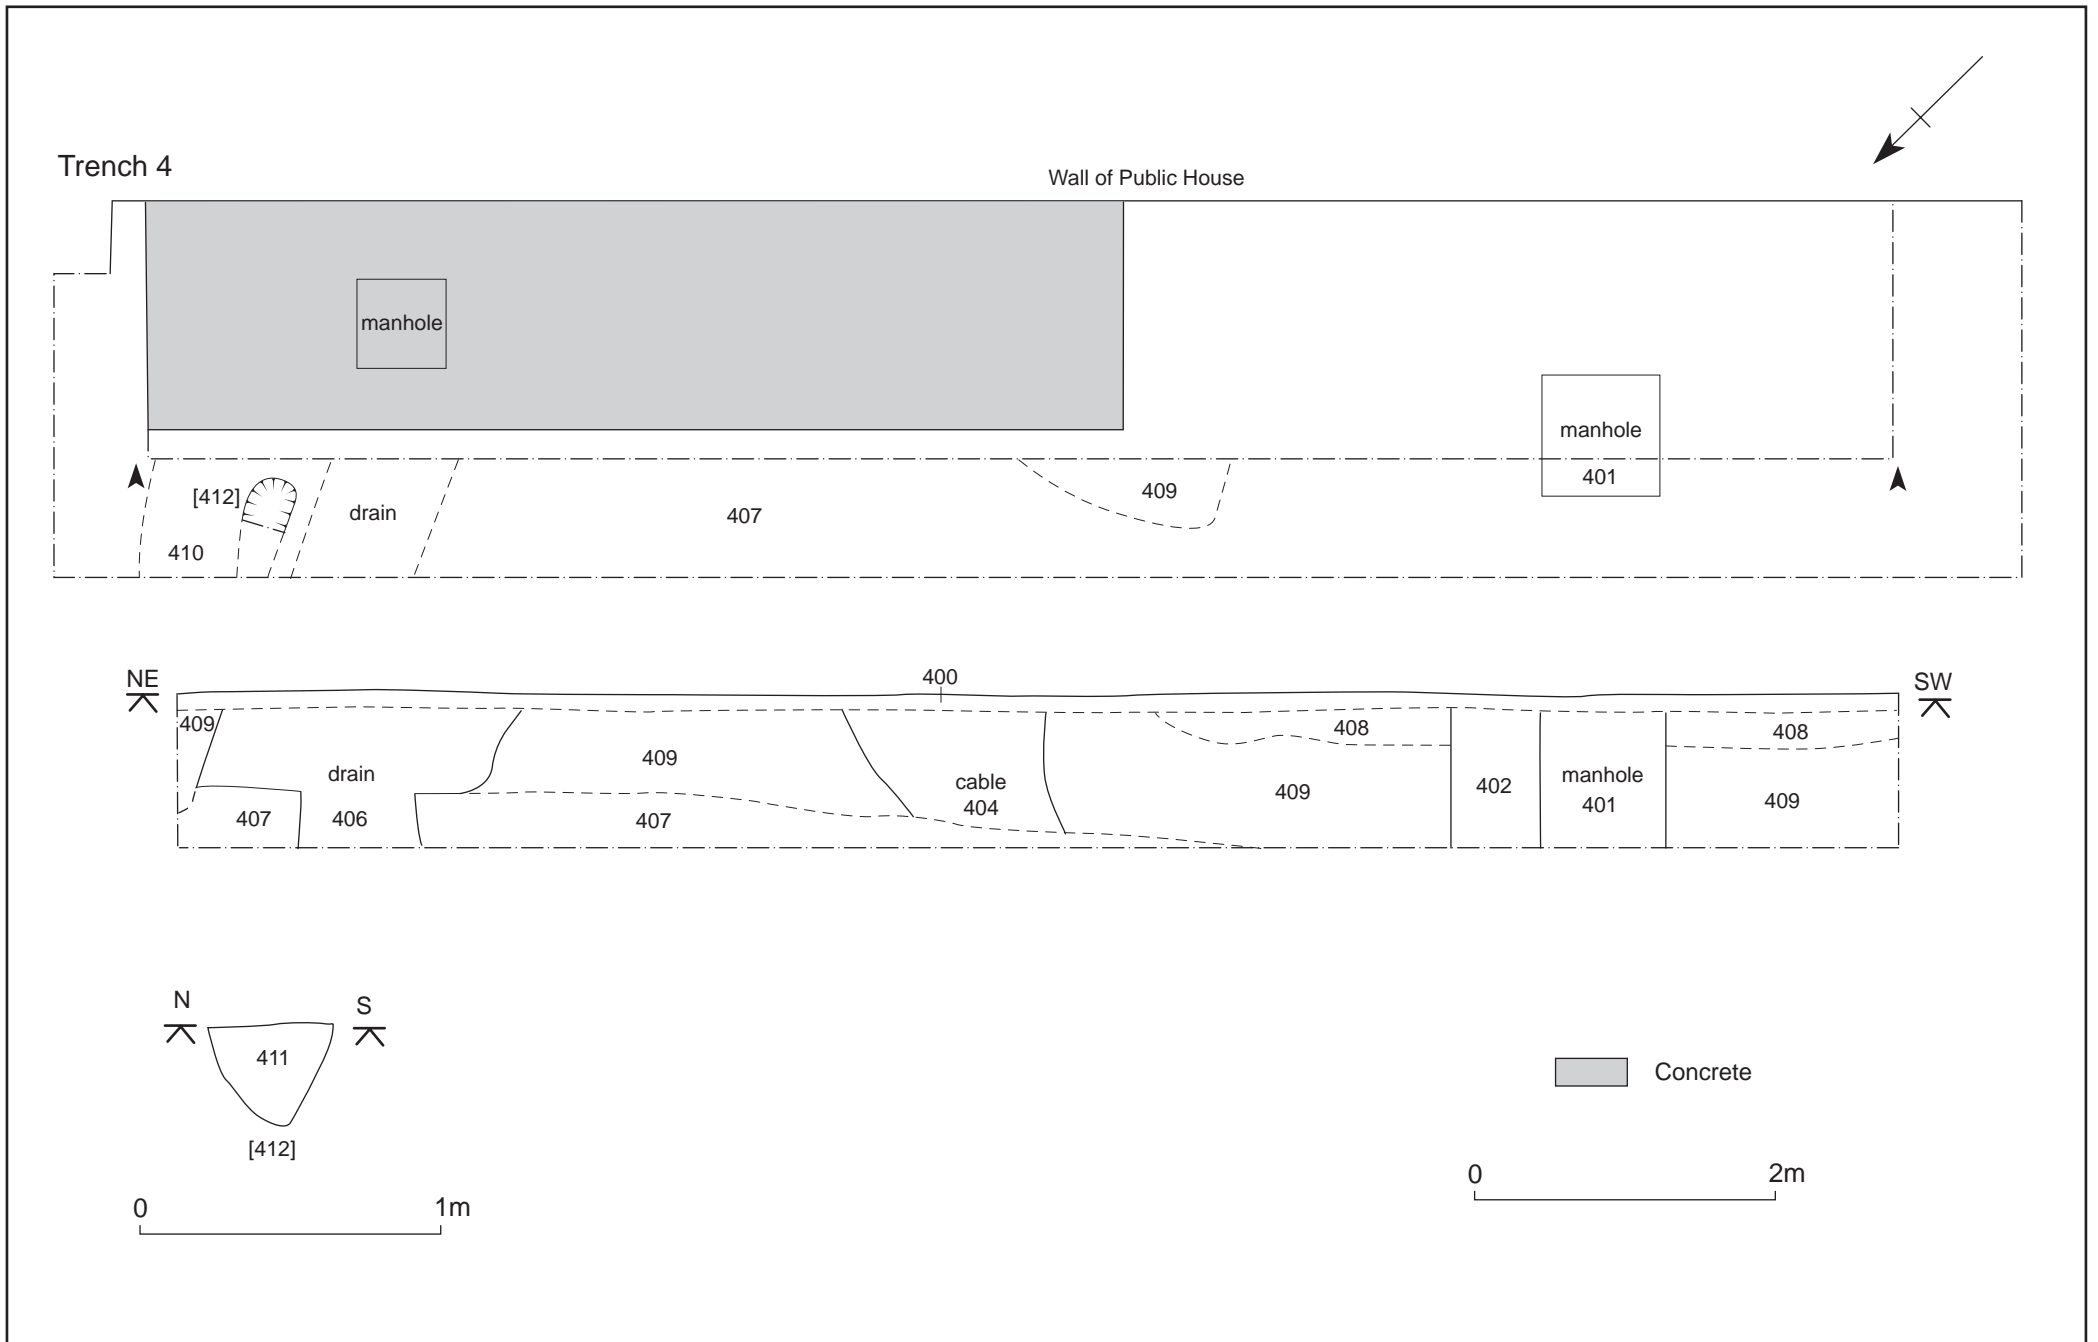 Trench 4
Wall of Public House
manhole
manhole
401
[412]
410
drain
407
409
NE
400
SW
409
drain
406
407
409
407
cable
404
408
409
402
manhole
401
408
409
N
S
411
[412]
Concrete
0 1m
0 2m